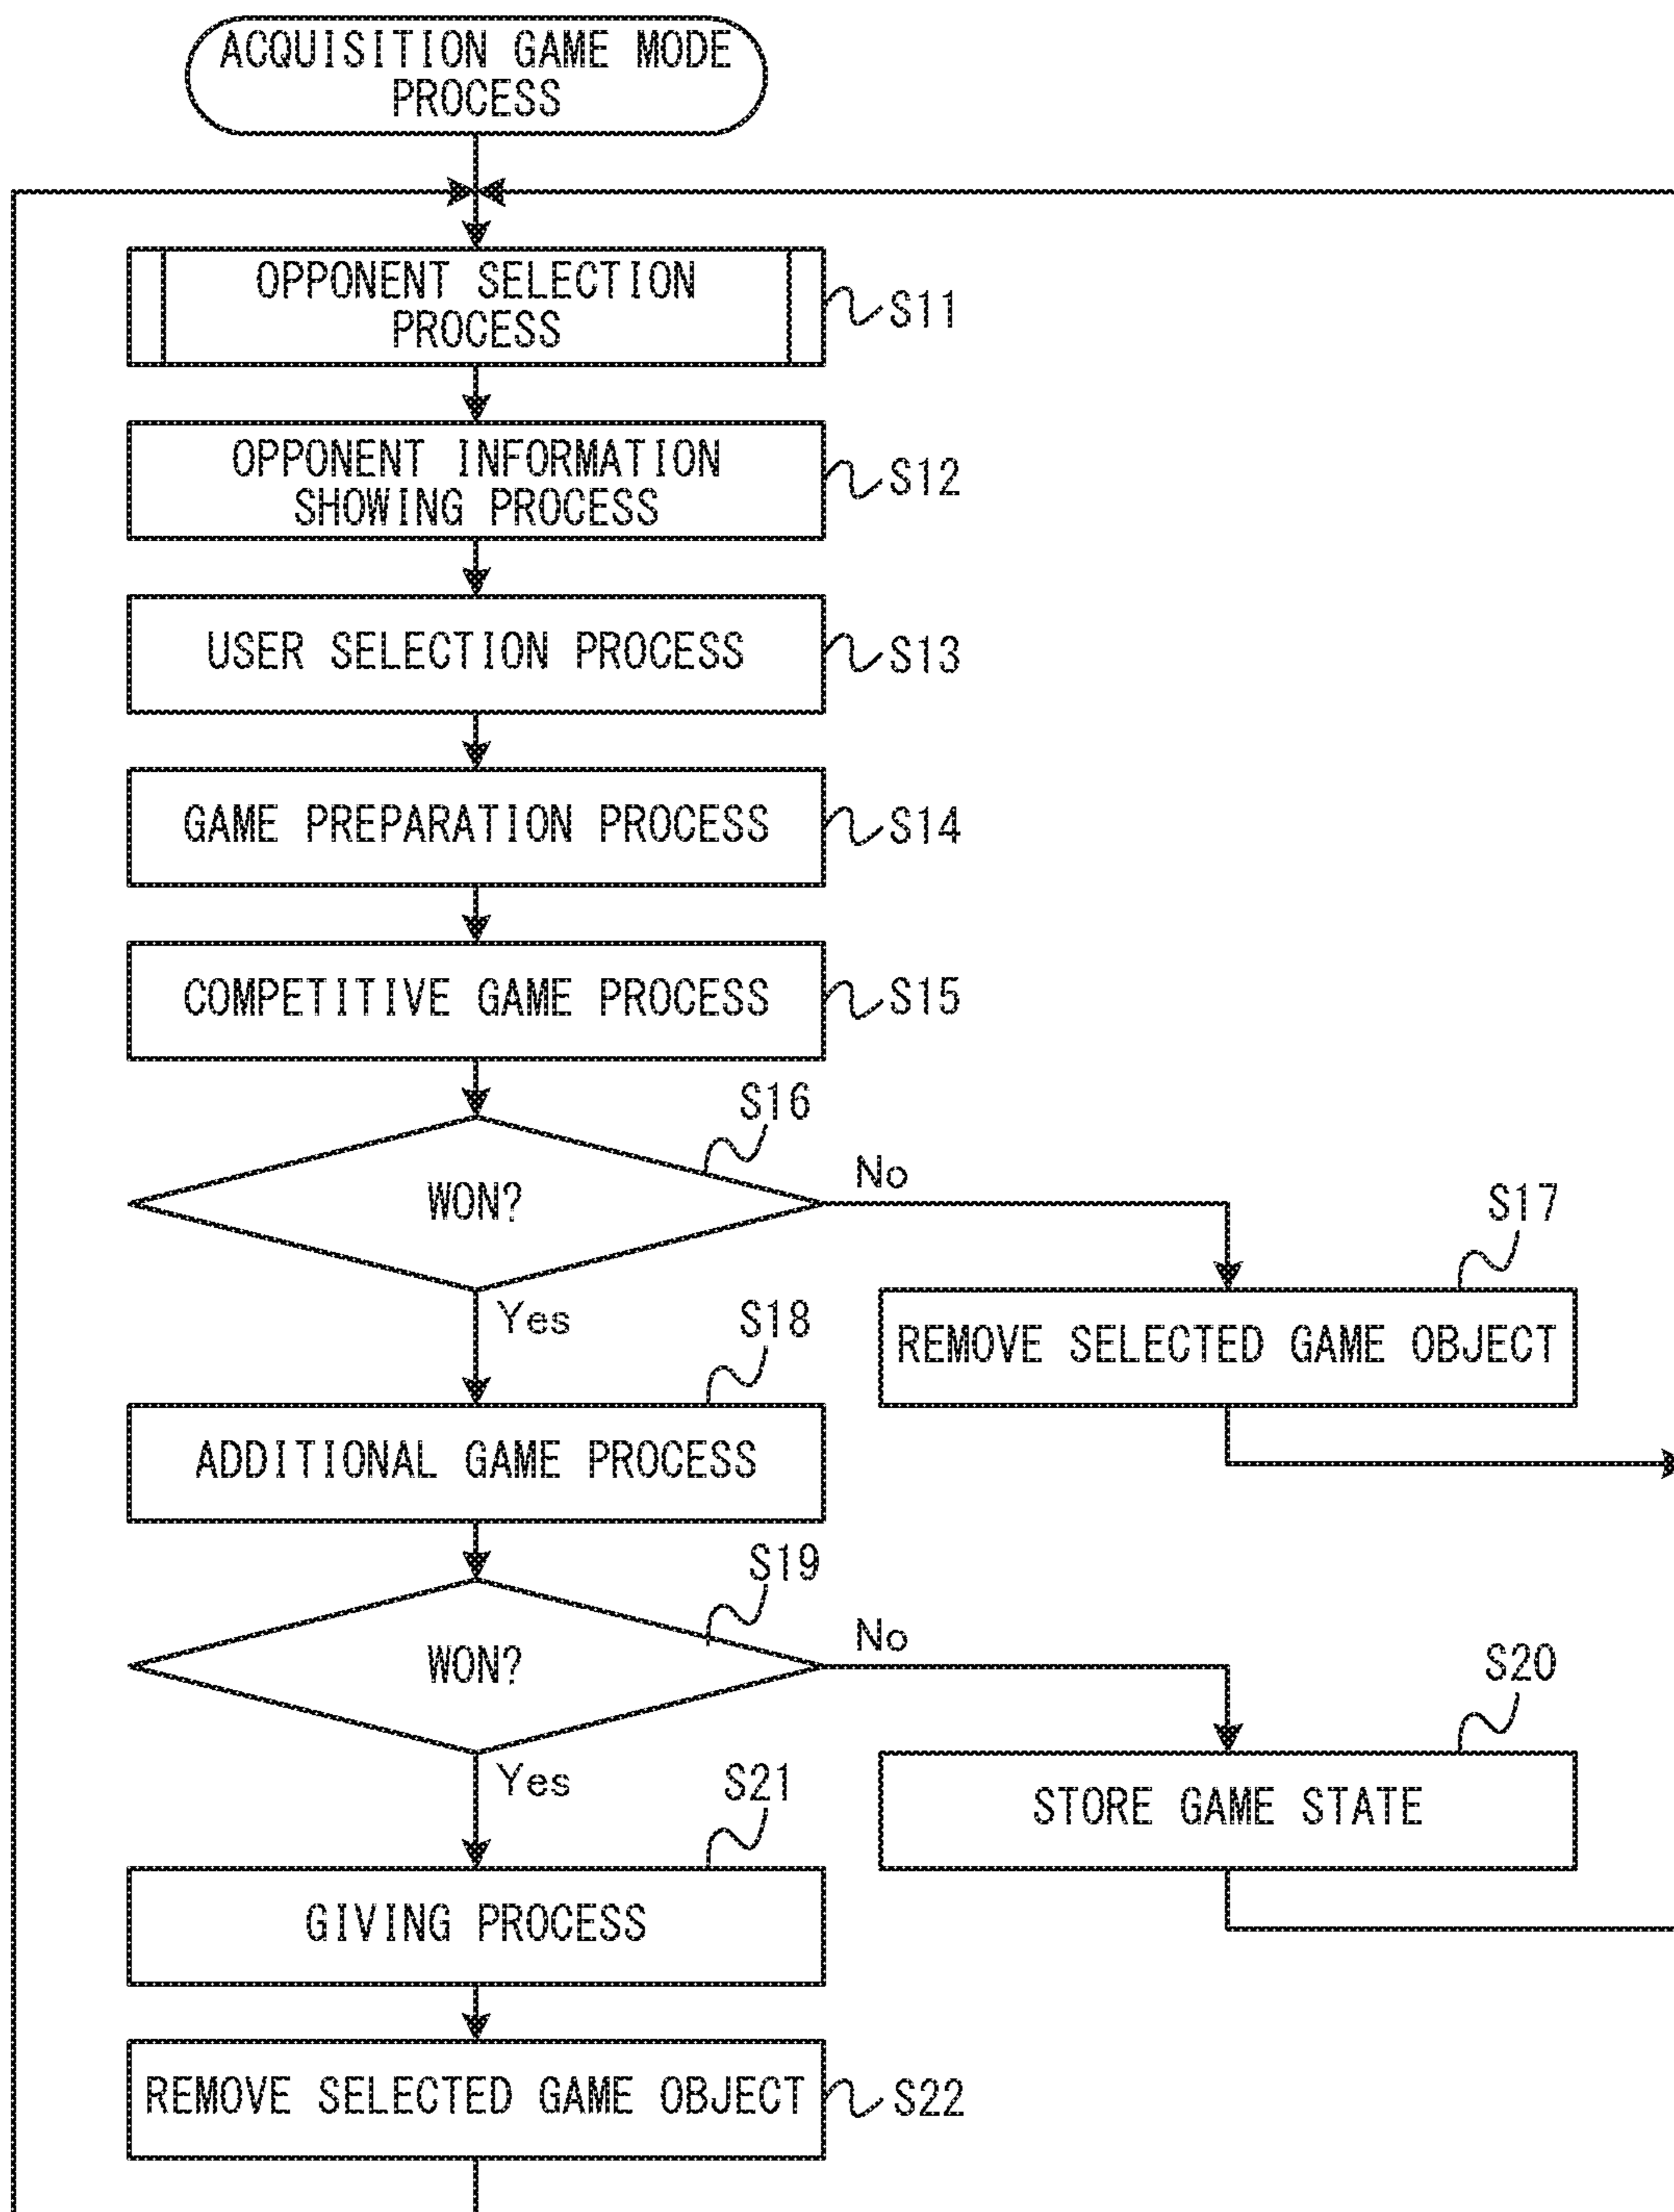 ACQUISITION GAME MODE
PROCESS
OPPONENT SELECTION
PROCESS
S11
OPPONENT INFORMATION
SHOWING PROCESS
S12
USER SELECTION PROCESS
S13
GAME PREPARATION PROCESS
S14
COMPETITIVE GAME PROCESS
S15
S16
WON?
No
S17
Yes
S18
REMOVE SELECTED GAME OBJECT
ADDITIONAL GAME PROCESS
S19
WON?
No
S20
Yes
S21
STORE GAME STATE
GIVING PROCESS
REMOVE SELECTED GAME OBJECT
S22